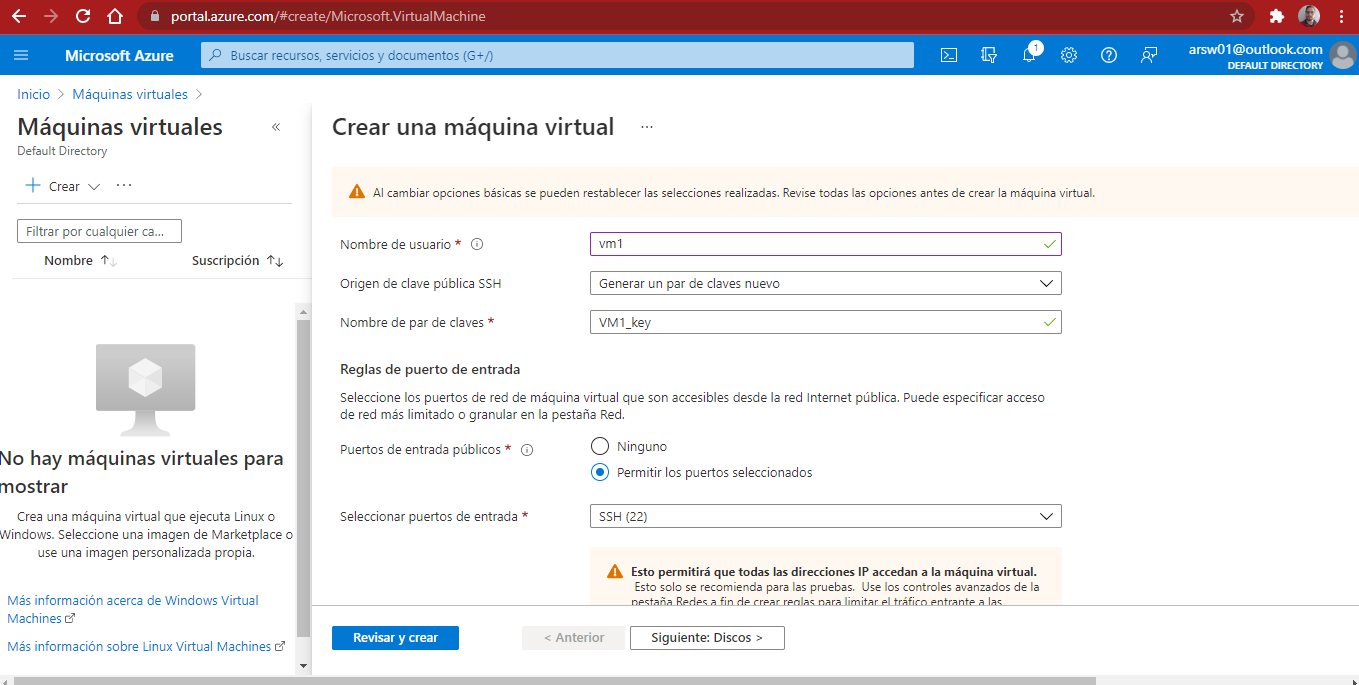 portal.azure.com/#create/Microsoft.VirtualMachine
Microsoft Azure
Buscar recursos, servicios y documentos (G+/)
1
arsw01@outlook.com
DEFAULT DIRECTORY
Inicio > Máquinas virtuales >
Máquinas virtuales
Default Directory
+ Crear
Filtrar por cualquier ca...
Nombre ↑↓ Suscripción ↑↓
No hay máquinas virtuales para
mostrar
Crea una máquina virtual que ejecuta Linux o
Windows. Seleccione una imagen de Marketplace o
use una imagen personalizada propia.
Más información acerca de Windows Virtual
Machines
Más información sobre Linux Virtual Machines
Crear una máquina virtual ...
Al cambiar opciones básicas se pueden restablecer las selecciones realizadas. Revise todas las opciones antes de crear la máquina virtual.
Nombre de usuario * vm1
Origen de clave pública SSH Generar un par de claves nuevo
Nombre de par de claves * VM1_key
Reglas de puerto de entrada
Seleccione los puertos de red de máquina virtual que son accesibles desde la red Internet pública. Puede especificar acceso
de red más limitado o granular en la pestaña Red.
Puertos de entrada públicos * Ninguno
Permitir los puertos seleccionados
Seleccionar puertos de entrada * SSH (22)
Esto permitirá que todas las direcciones IP accedan a la máquina virtual.
Esto solo se recomienda para las pruebas. Use los controles avanzados de la
pestaña Redes a fin de crear reglas para limitar el tráfico entrante a las
Revisar y crear
< Anterior
Siguiente: Discos >